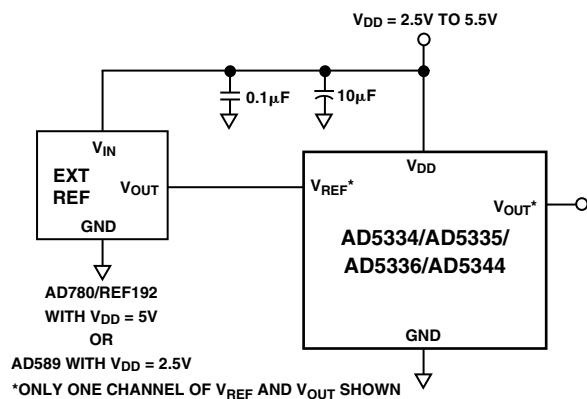 V_DD = 2.5V TO 5.5V
0.1µF
10µF
V_IN
EXT
REF
V_OUT
GND
V_DD
V_REF*
V_OUT*
AD5334/AD5335/
AD5336/AD5344
GND
AD780/REF192
WITH V_DD = 5V
OR
AD589 WITH V_DD = 2.5V
*ONLY ONE CHANNEL OF V_REF AND V_OUT SHOWN